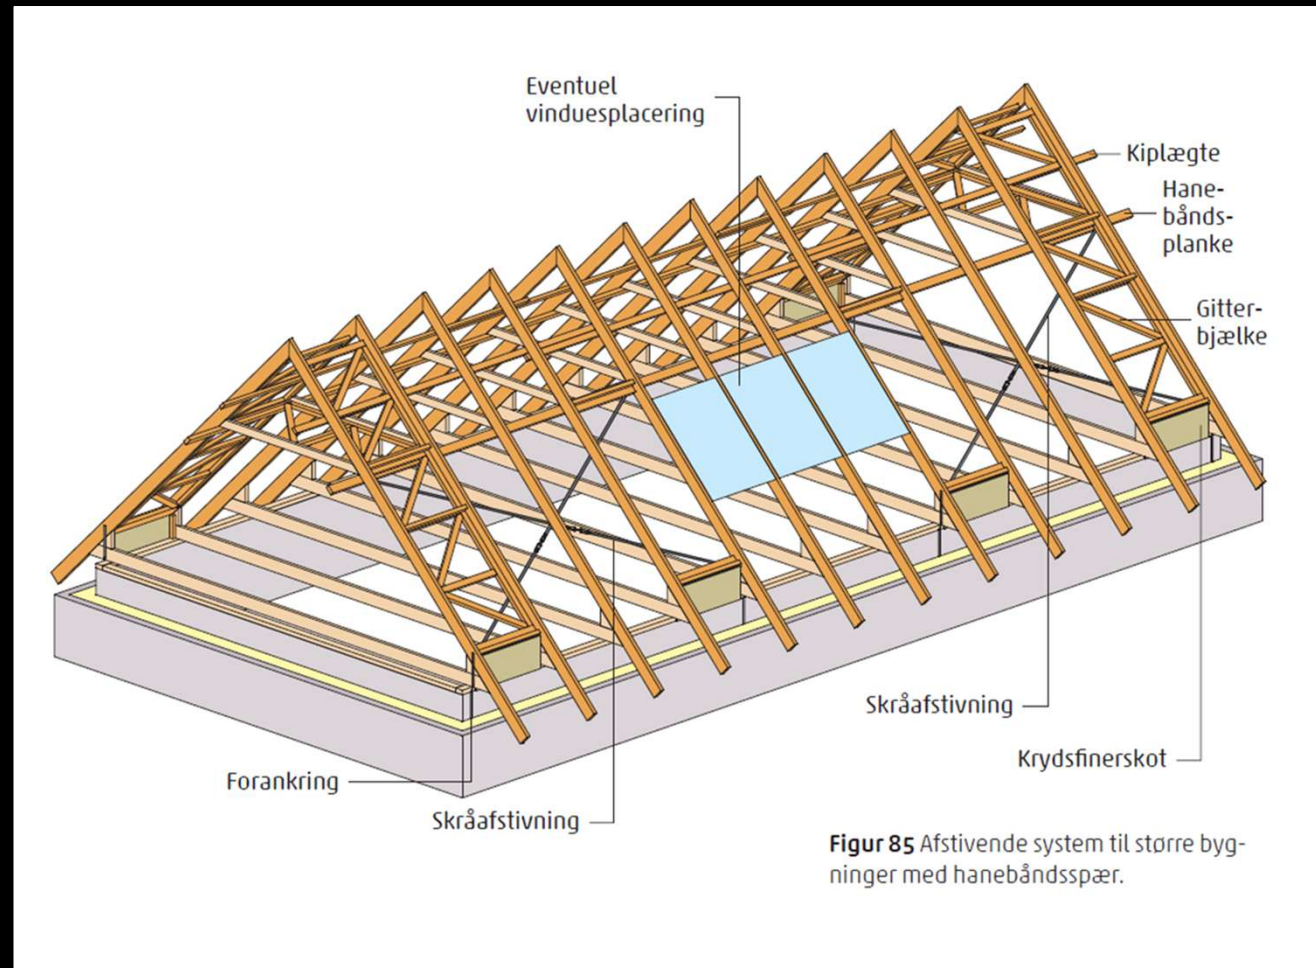 Eventuel
vinduesplacering
Kiplægte
Hane-
bånds-
planke
Gitter-
bjælke
Skråafstivning
Krydsfinerskot
Forankring
Skråafstivning
Figur 85 Afstivende system til større byg-
ninger med hanebåndsspær.